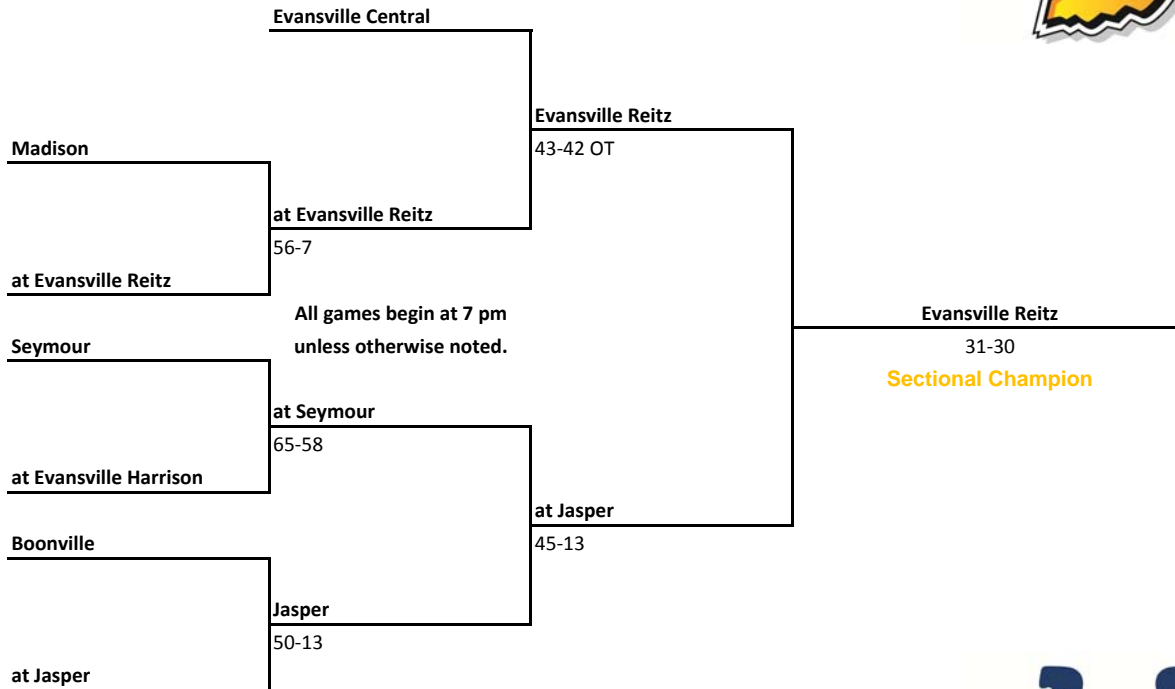 Evansville Central
Evansville Reitz
Madison
43-42 OT
at Evansville Reitz
56-7
at Evansville Reitz
All games begin at 7 pm
unless otherwise noted.
Evansville Reitz
Seymour
31-30
Sectional Champion
at Seymour
65-58
at Evansville Harrison
at Jasper
Boonville
45-13
Jasper
50-13
at Jasper